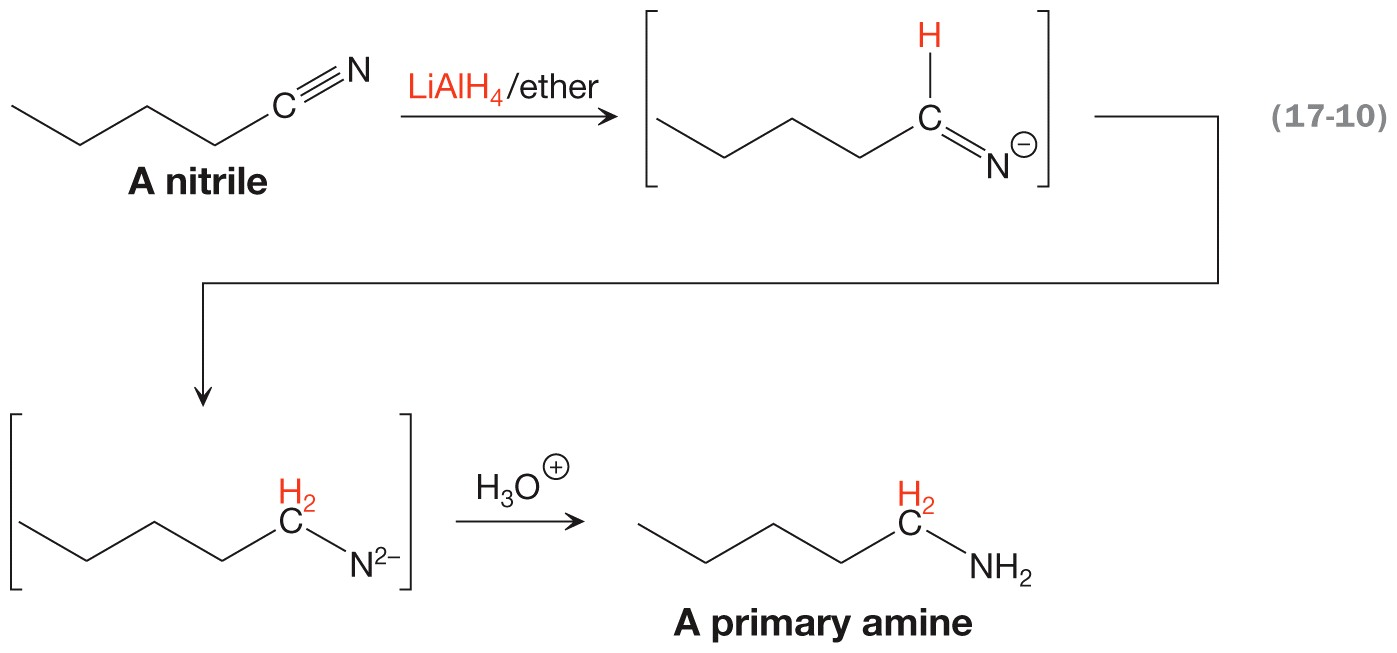 C≡N
LiAlH₄/ether
H
C=N⊖
(17-10)
A nitrile
H₂
C
N²⁻
H₃O⊕
H₂
C
NH₂
A primary amine